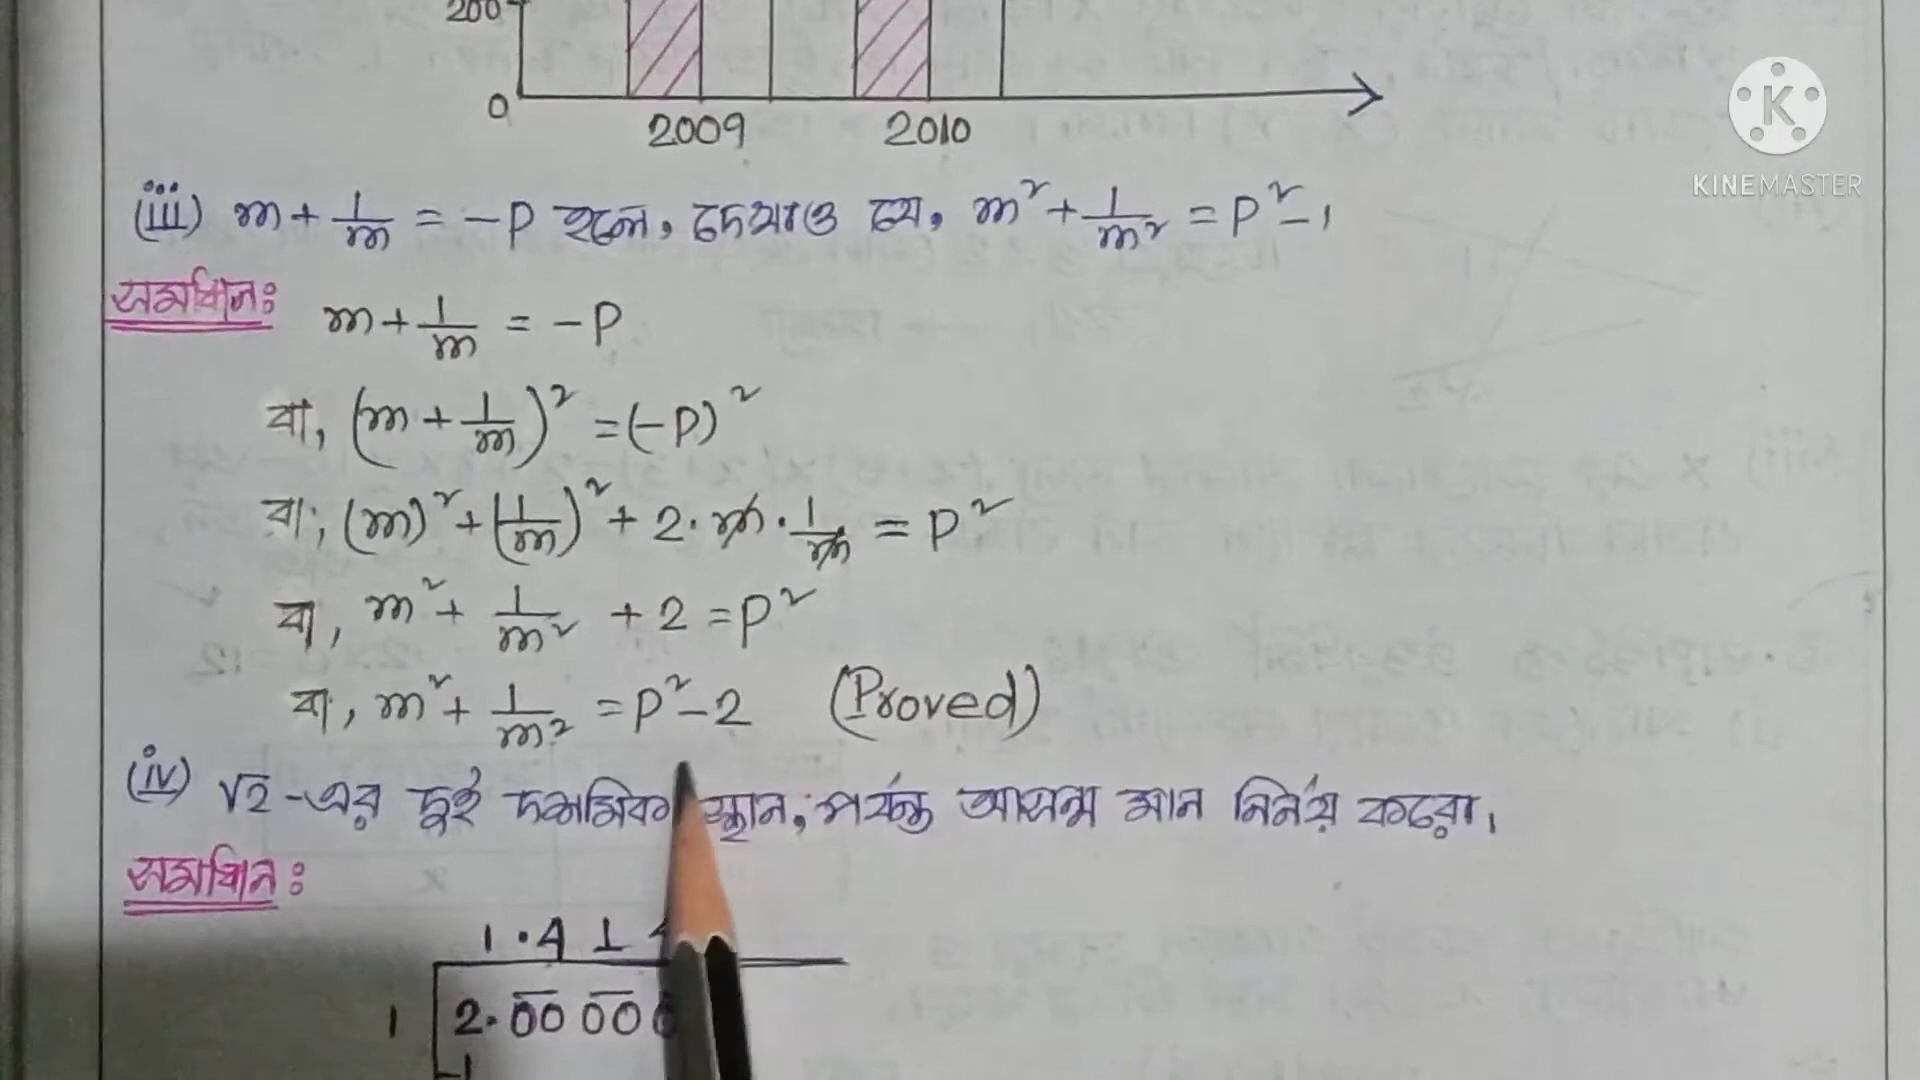 200
0
2009 2010
K
KINEMASTER
(iii) m + 1/m = -P হলে, দেখাও যে, m² + 1/m² = P² - 1
সমাধান: m + 1/m = -P
বা, (m + 1/m)² = (-P)²
বা, (m)² + (1/m)² + 2 · m · 1/m = P²
বা, m² + 1/m² + 2 = P²
বা, m² + 1/m² = P² - 2 (Proved)
(iv) √2 -এর দুই দশমিক স্থান, পর্যন্ত আসন্ন মান নির্ণয় করো।
সমাধান:
1.41
1 2.00 00
-1